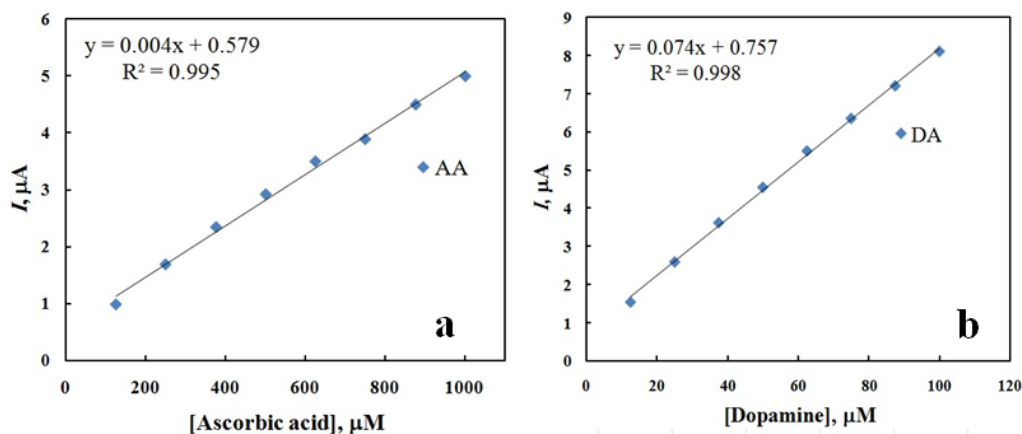 y = 0.004x + 0.579
R² = 0.995
6
5
4
3
2
1
0
I, µA
AA
a
0 200 400 600 800 1000
[Ascorbic acid], µM
y = 0.074x + 0.757
R² = 0.998
9
8
7
6
5
4
3
2
1
0
I, µA
DA
b
0 20 40 60 80 100 120
[Dopamine], µM